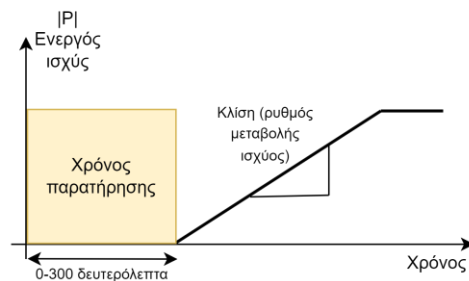 |P|
Ενεργός
ισχύς
Κλίση (ρυθμός
μεταβολής
ισχύος)
Χρόνος
παρατήρησης
Χρόνος
0-300 δευτερόλεπτα